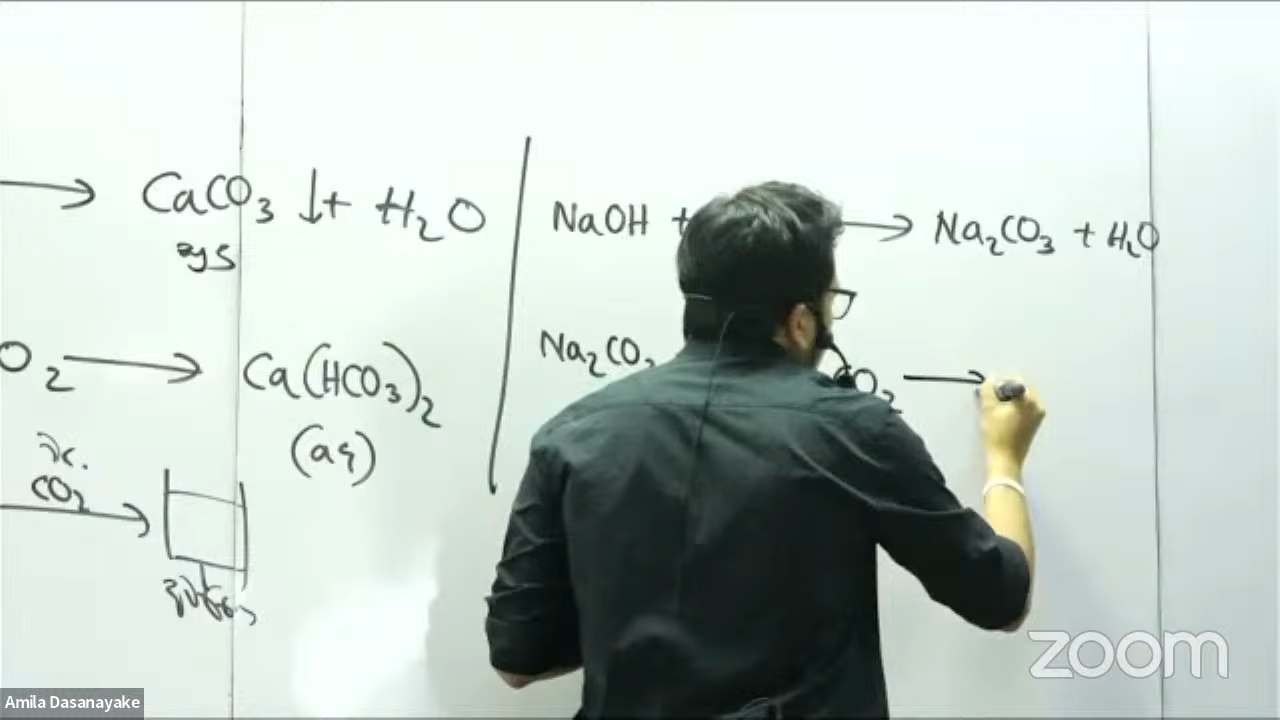 → CaCO₃ ↓ + H₂O
O₂ → Ca(HCO₃)₂
(aq)
CO₂
NaOH + → Na₂CO₃ + H₂O
Na₂CO₃ O₂ →
zoom
Amila Dasanayake